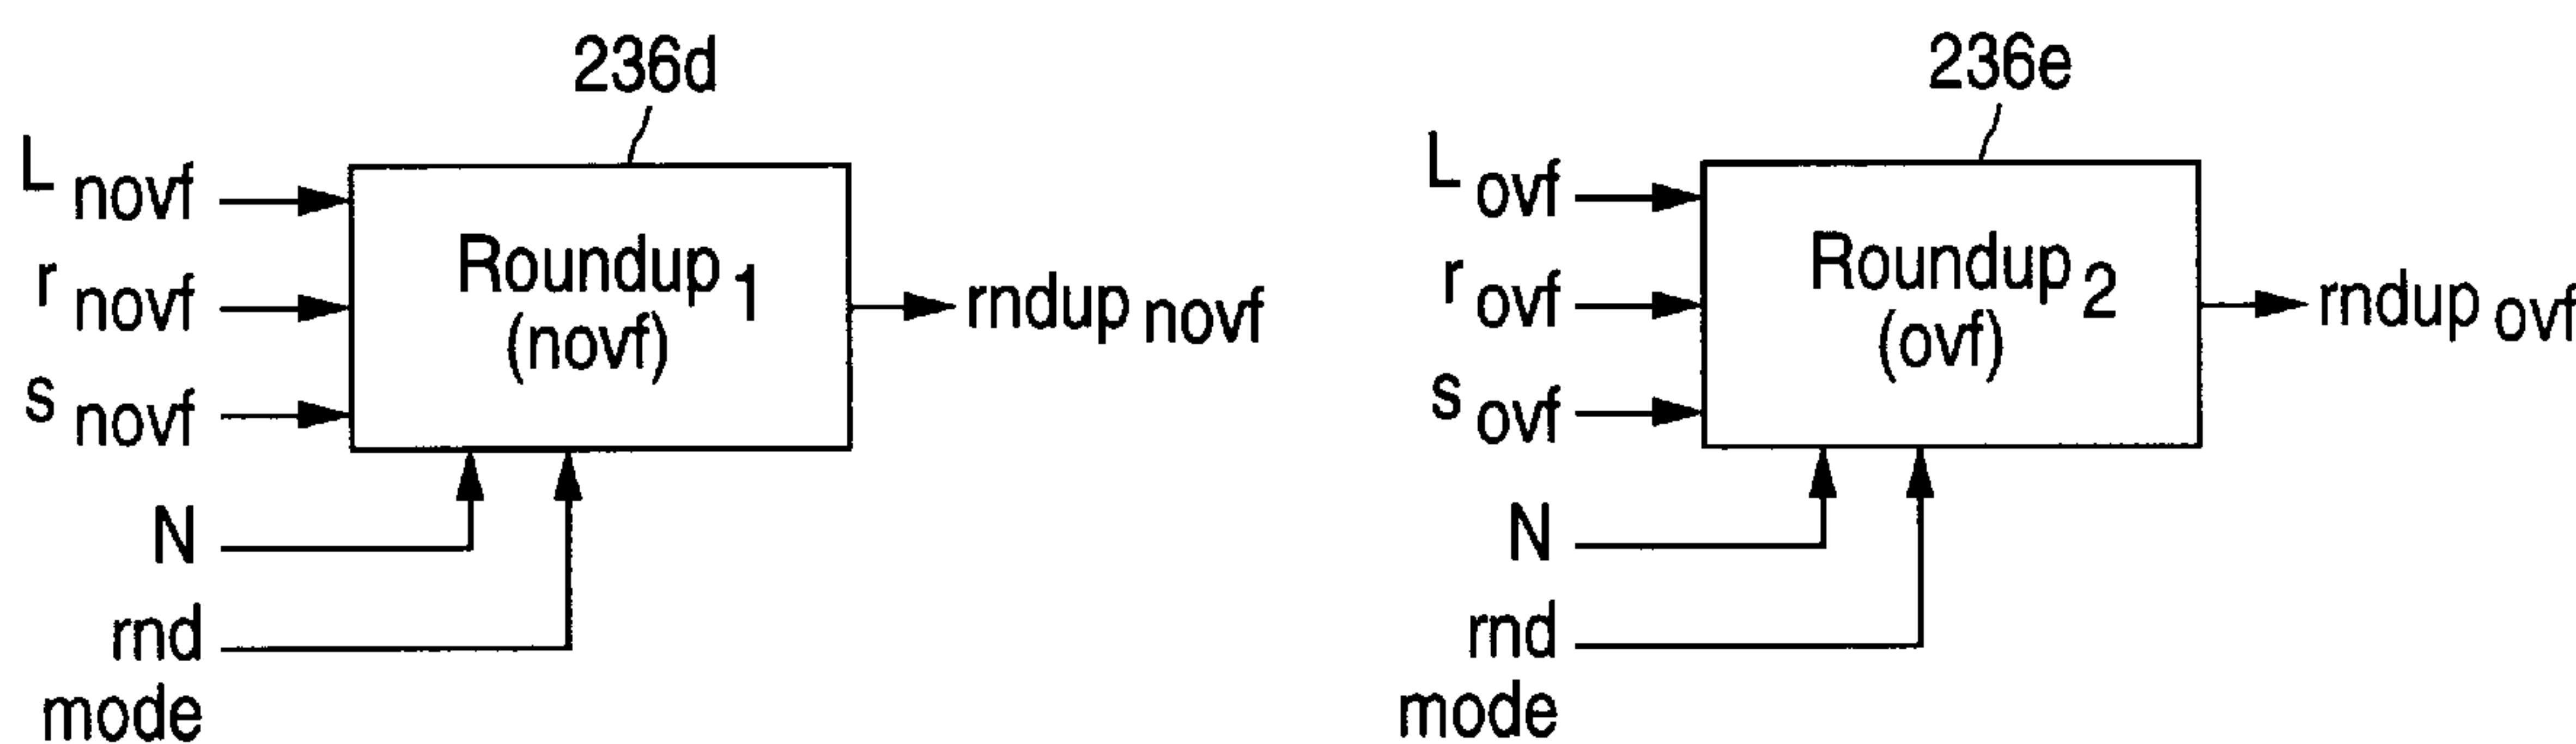 236d
L novf
r novf
s novf
Roundup 1
(novf)
rndup novf
N
rnd
mode
236e
L ovf
r ovf
s ovf
Roundup 2
(ovf)
rndup ovf
N
rnd
mode